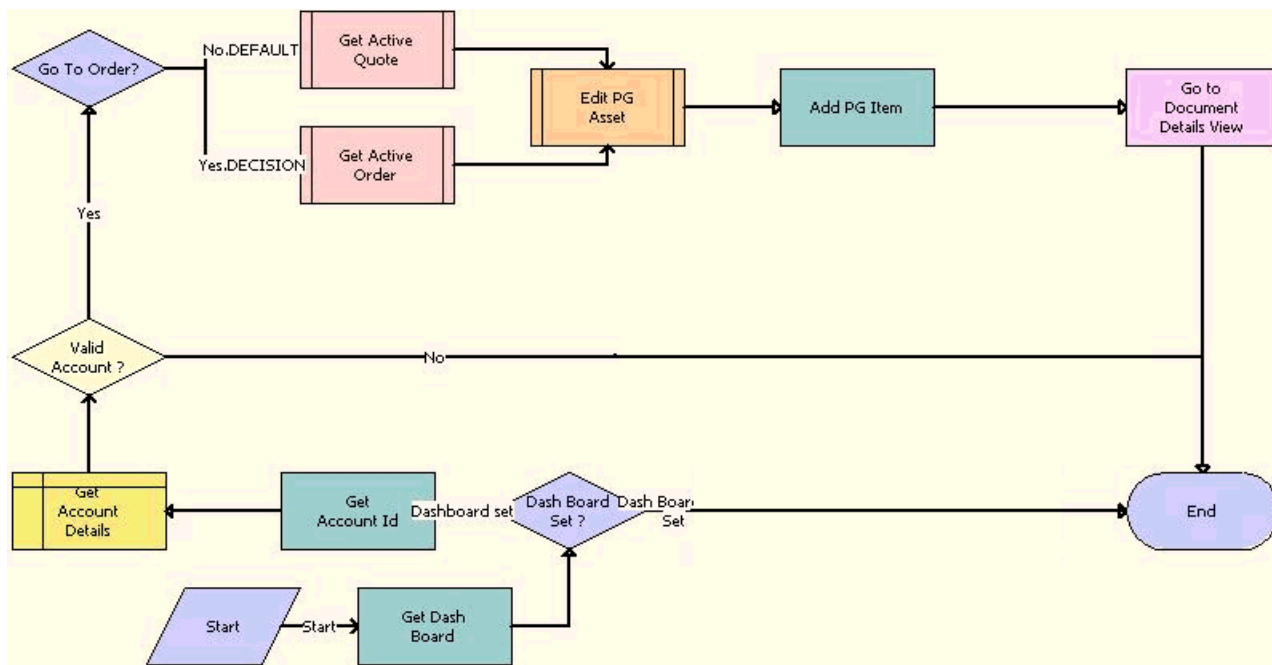 Go To Order?
No.DEFAULT
Get Active
Quote
Edit PG
Asset
Add PG Item
Go to
Document
Details View
Yes.DECISION
Get Active
Order
Yes
Valid
Account ?
No
Get
Account
Details
Get
Account Id
Dashboard set
Dash Board
Set ?
Dash Boar
Set
End
Start
Start
Get Dash
Board